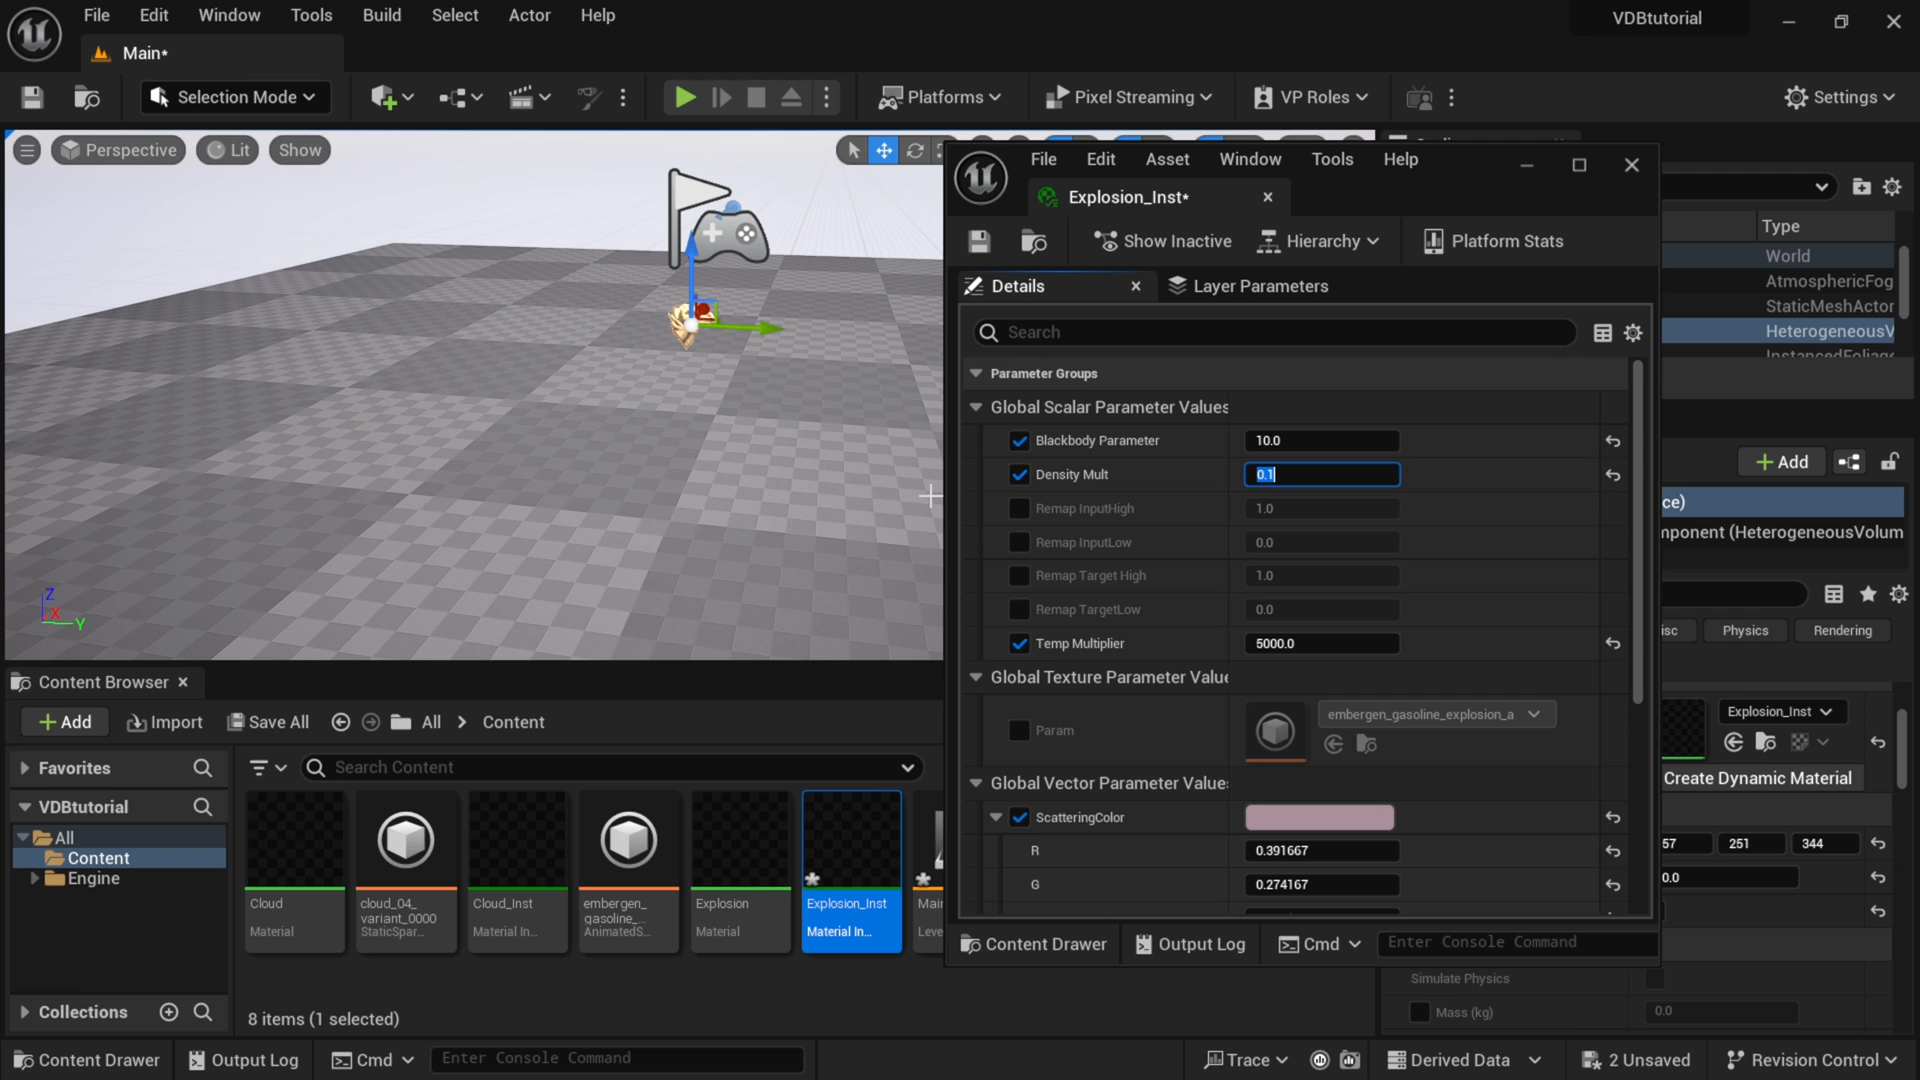 File Edit Window Tools Build Select Actor Help
VDBtutorial
Main•
Selection Mode
Platforms
Pixel Streaming
VP Roles
Settings
Perspective
Lit
Show
Z
X
Y
File Edit Asset Window Tools Help
Explosion_Inst•
Show Inactive
Hierarchy
Platform Stats
Details
Layer Parameters
Search
Parameter Groups
Global Scalar Parameter Values
Blackbody Parameter 10.0
Density Mult 0.1
Remap InputHigh 1.0
Remap InputLow 0.0
Remap Target High 1.0
Remap TargetLow 0.0
Temp Multiplier 5000.0
Global Texture Parameter Value
Param
embergen_gasoline_explosion_a
Global Vector Parameter Value
ScatteringColor
R 0.391667
G 0.274167
Content Drawer
Output Log
Cmd
Enter Console Command
Type
World
AtmosphericFog
StaticMeshActor
HeterogeneousV
InstancedFoliage
Add
ce)
mponent (HeterogeneousVolum
isc
Physics
Rendering
Explosion_Inst
Create Dynamic Material
57 251 344
0.0
Simulate Physics
Mass (kg) 0.0
Content Browser
Add
Import
Save All
All
Content
Favorites
VDBtutorial
All
Content
Engine
Collections
Search Content
Cloud
Material
cloud_04_
variant_0000
StaticSpar...
Cloud_Inst
Material In...
embergen_
gasoline_...
AnimatedS...
Explosion
Material
Explosion_Inst
Material In...
Main
Leve
8 items (1 selected)
Content Drawer
Output Log
Cmd
Enter Console Command
Trace
Derived Data
2 Unsaved
Revision Control